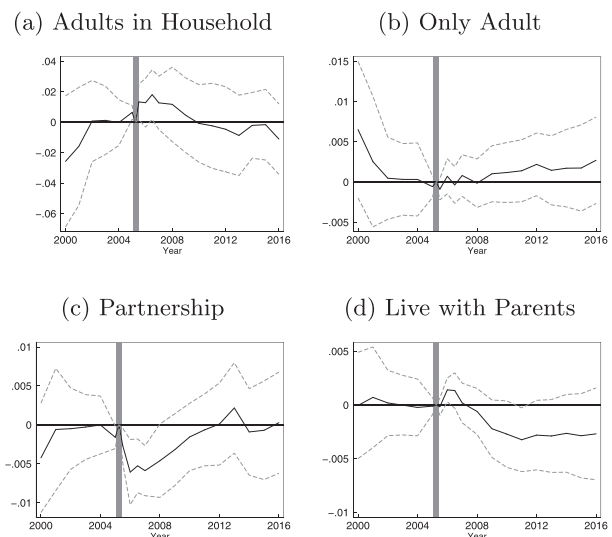 (a) Adults in Household
.04
.02
0
-.02
-.04
-.06
2000 2004 2008 2012 2016
Year
(b) Only Adult
.015
.01
.005
0
-.005
2000 2004 2008 2012 2016
Year
(c) Partnership
.01
.005
0
-.005
-.01
2000 2004 2008 2012 2016
Year
(d) Live with Parents
.005
0
-.005
-.01
2000 2004 2008 2012 2016
Year